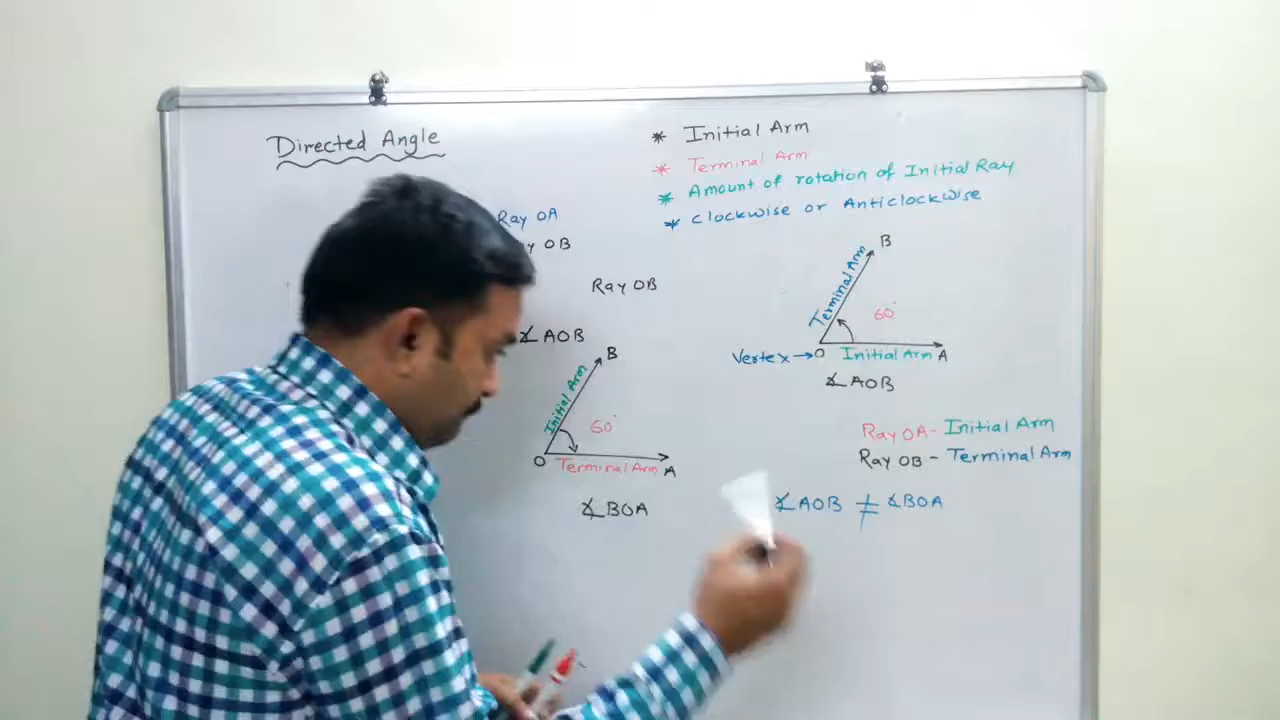 Directed Angle
* Initial Arm
* Terminal Arm
* Amount of rotation of Initial Ray
* Clockwise or Anticlockwise
Ray OA
OB
Ray OB
∡AOB
B
Initial Arm
60°
O
Terminal Arm
A
∡BOA
B
Terminal Arm
60°
Vertex → O
Initial Arm
A
∡AOB
Ray OA - Initial Arm
Ray OB - Terminal Arm
∡AOB ≠ ∡BOA